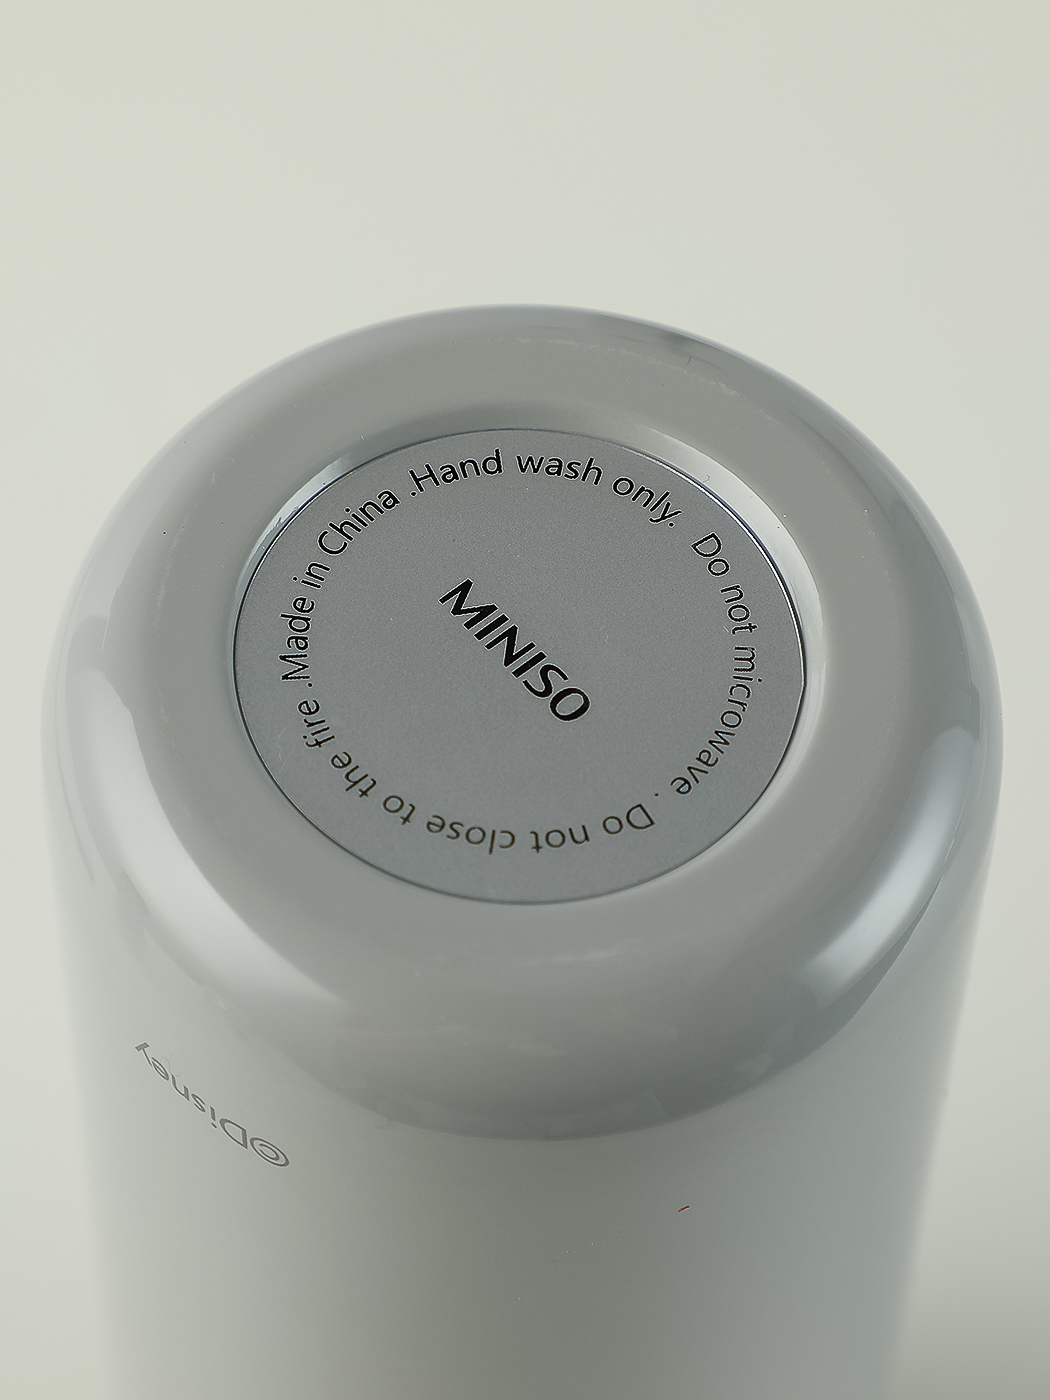 .Hand wash only. Do not microwave . Do not close to the fire .Made in China
MINISO
©Disney